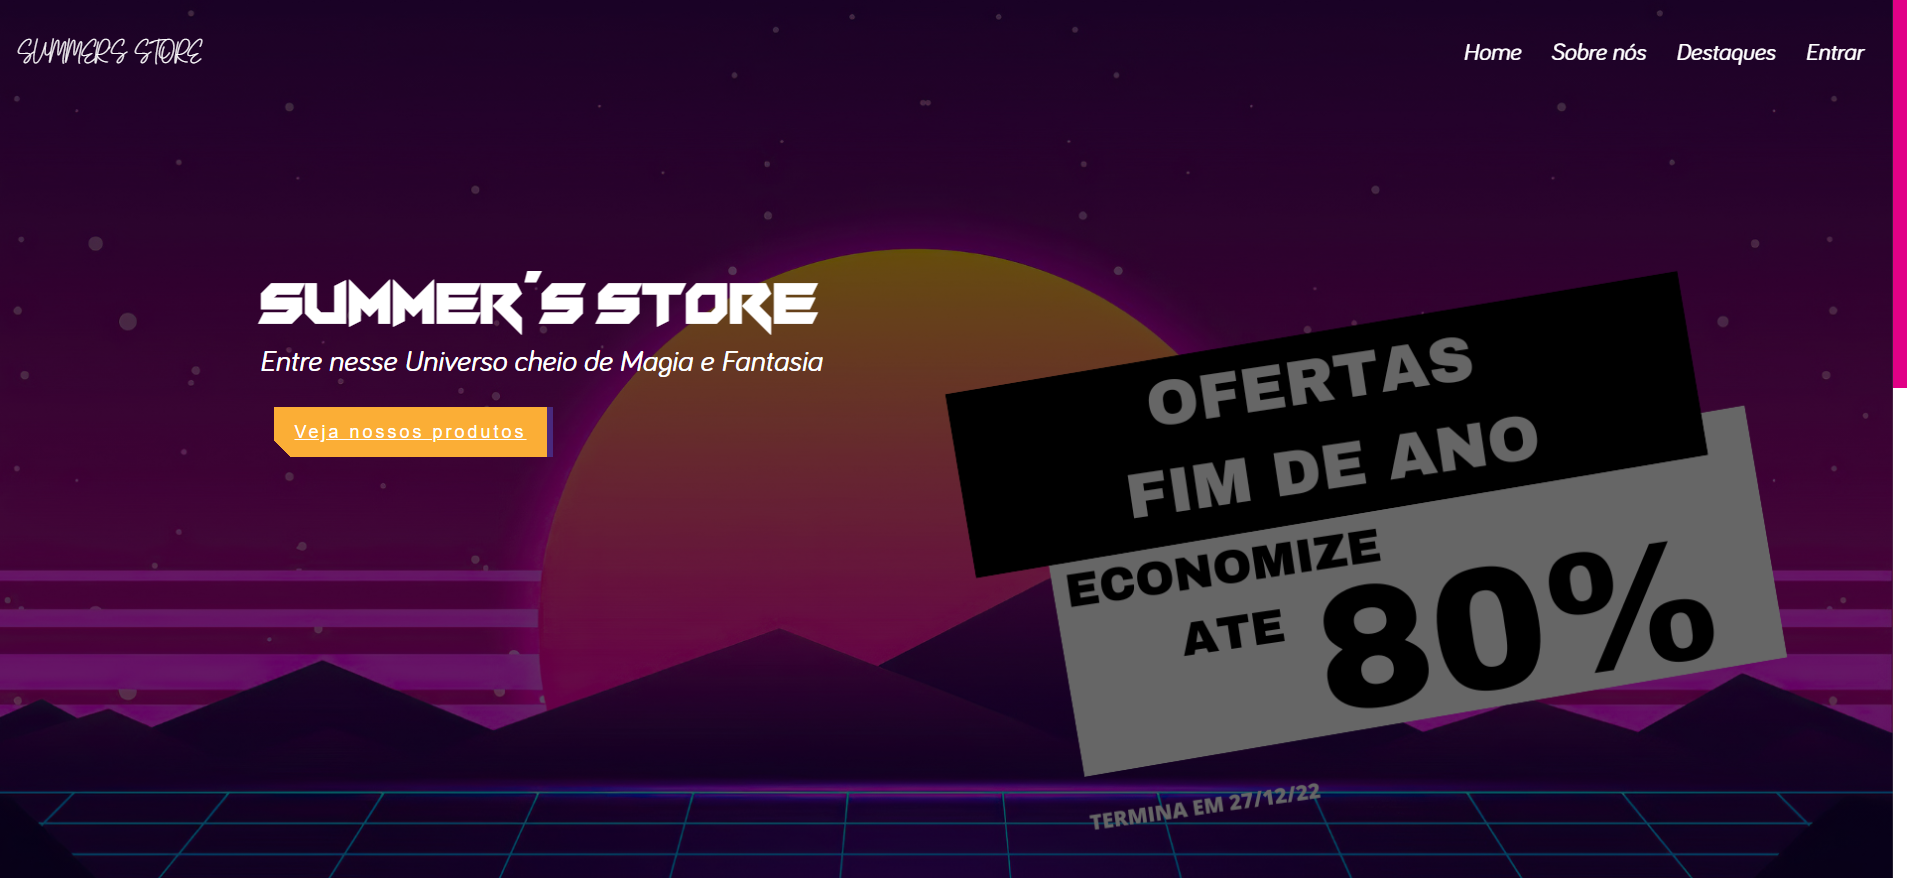 SUMMERS STORE
Home Sobre nós Destaques Entrar
SUMMER´S STORE
Entre nesse Universo cheio de Magia e Fantasia
Veja nossos produtos
OFERTAS
FIM DE ANO
ECONOMIZE
ATE 80%
TERMINA EM 27/12/22